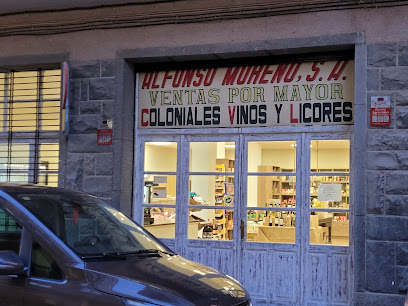 ALFONSO MORENO, S. A.
VENTAS POR MAYOR
COLONIALES VINOS Y LICORES